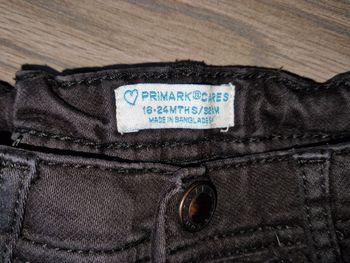 PRIMARK®CARES
18-24MTHS/92CM
MADE IN BANGLADESH